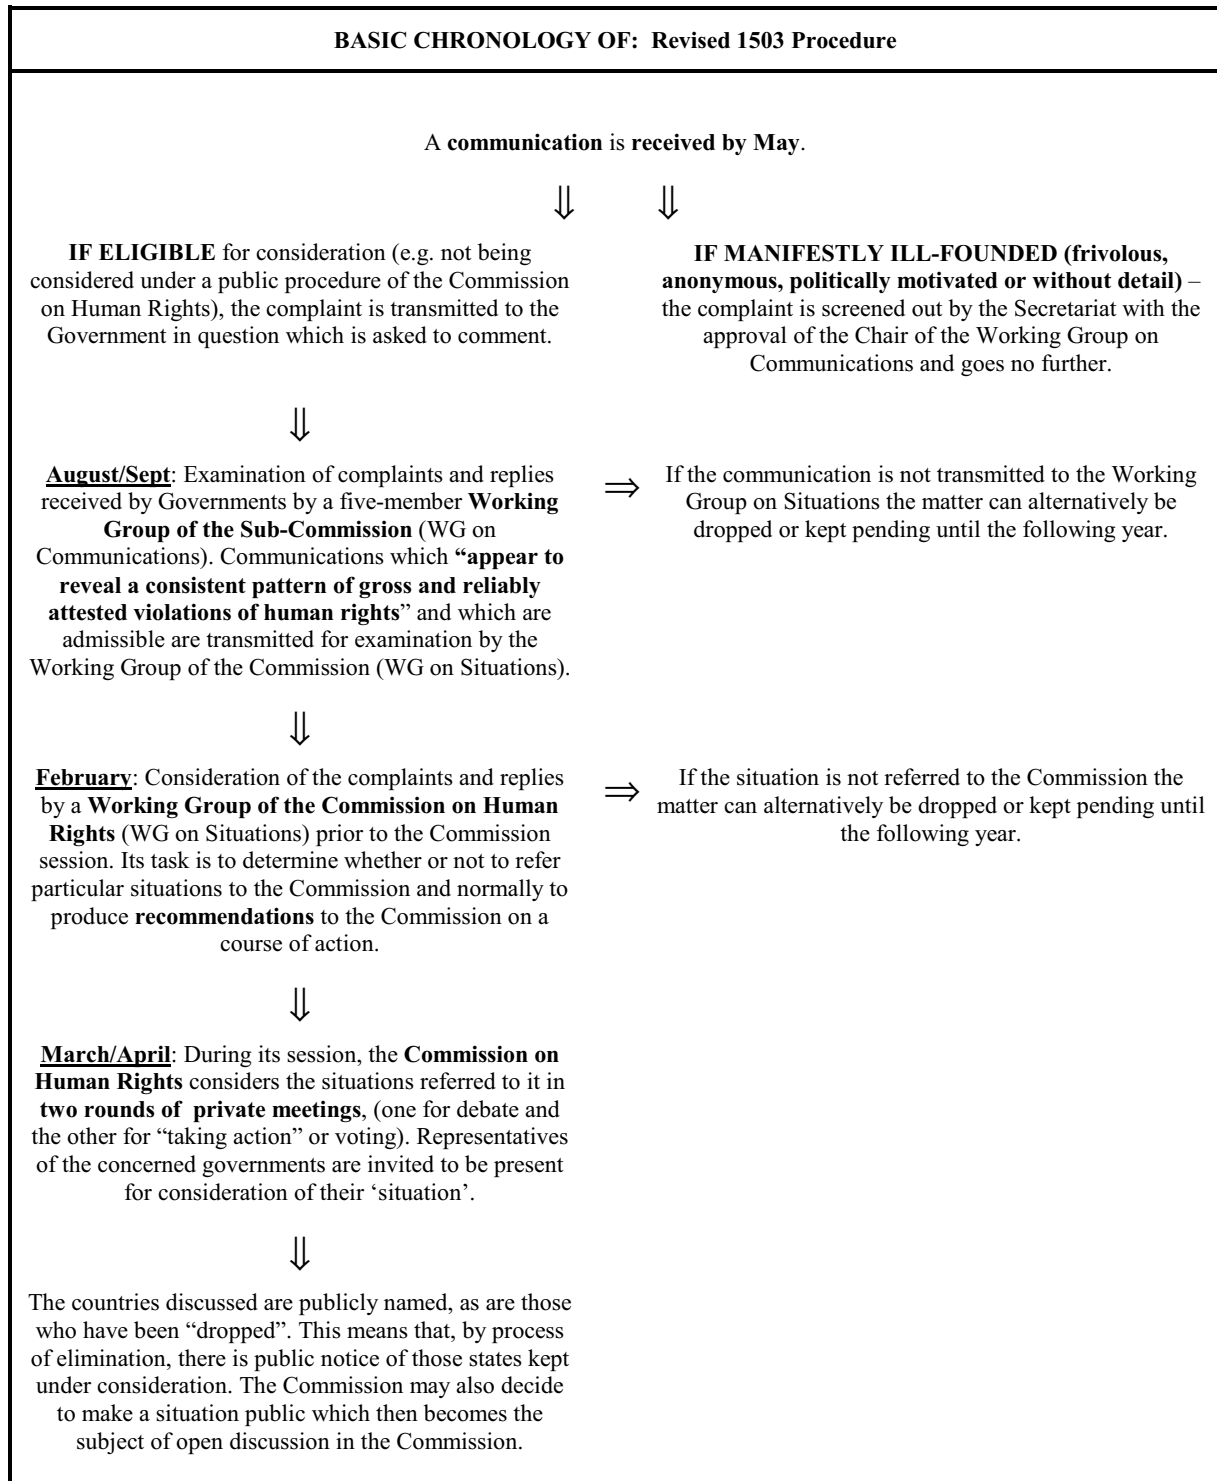 BASIC CHRONOLOGY OF: Revised 1503 Procedure
A communication is received by May.
⇓ ⇓
IF ELIGIBLE for consideration (e.g. not being
considered under a public procedure of the Commission
on Human Rights), the complaint is transmitted to the
Government in question which is asked to comment.
IF MANIFESTLY ILL-FOUNDED (frivolous,
anonymous, politically motivated or without detail) –
the complaint is screened out by the Secretariat with the
approval of the Chair of the Working Group on
Communications and goes no further.
⇓
August/Sept: Examination of complaints and replies
received by Governments by a five-member Working
Group of the Sub-Commission (WG on
Communications). Communications which “appear to
reveal a consistent pattern of gross and reliably
attested violations of human rights” and which are
admissible are transmitted for examination by the
Working Group of the Commission (WG on Situations).
⇒
If the communication is not transmitted to the Working
Group on Situations the matter can alternatively be
dropped or kept pending until the following year.
⇓
February: Consideration of the complaints and replies
by a Working Group of the Commission on Human
Rights (WG on Situations) prior to the Commission
session. Its task is to determine whether or not to refer
particular situations to the Commission and normally to
produce recommendations to the Commission on a
course of action.
⇒
If the situation is not referred to the Commission the
matter can alternatively be dropped or kept pending until
the following year.
⇓
March/April: During its session, the Commission on
Human Rights considers the situations referred to it in
two rounds of private meetings, (one for debate and
the other for “taking action” or voting). Representatives
of the concerned governments are invited to be present
for consideration of their ‘situation’.
⇓
The countries discussed are publicly named, as are those
who have been “dropped”. This means that, by process
of elimination, there is public notice of those states kept
under consideration. The Commission may also decide
to make a situation public which then becomes the
subject of open discussion in the Commission.